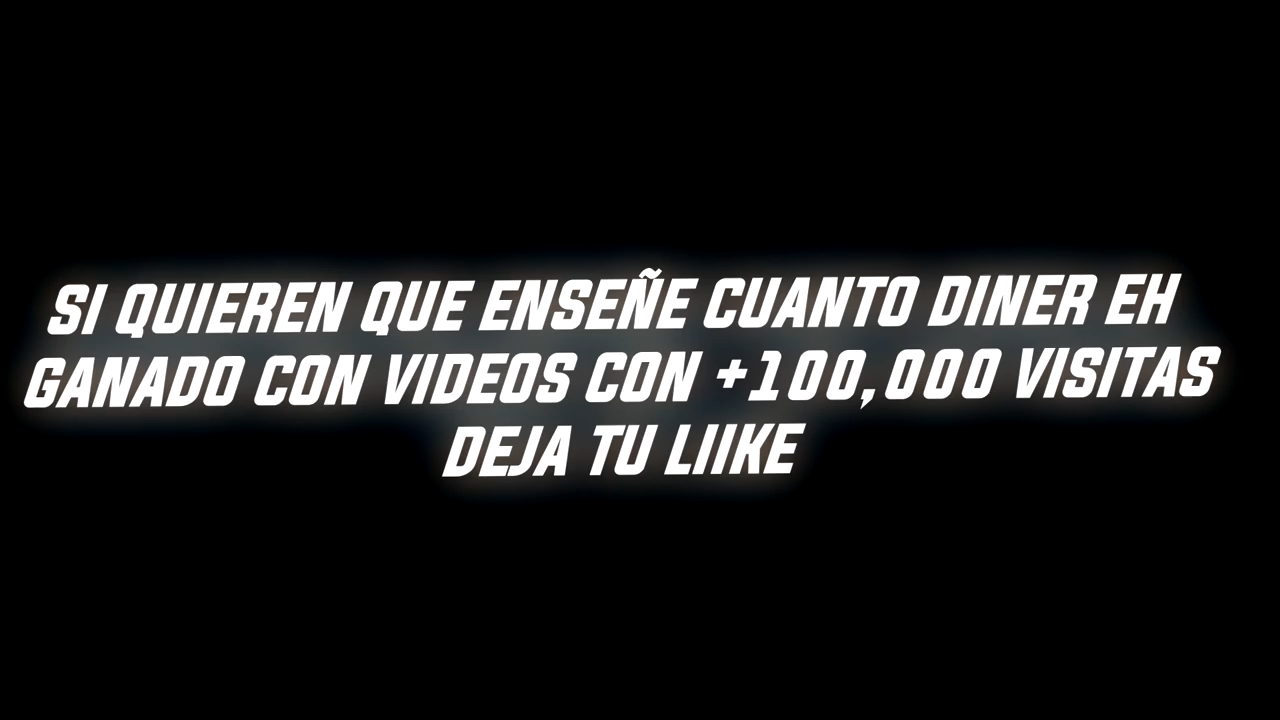 SI QUIEREN QUE ENSEÑE CUANTO DINER EH
GANADO CON VIDEOS CON +100,000 VISITAS
DEJA TU LIIKE